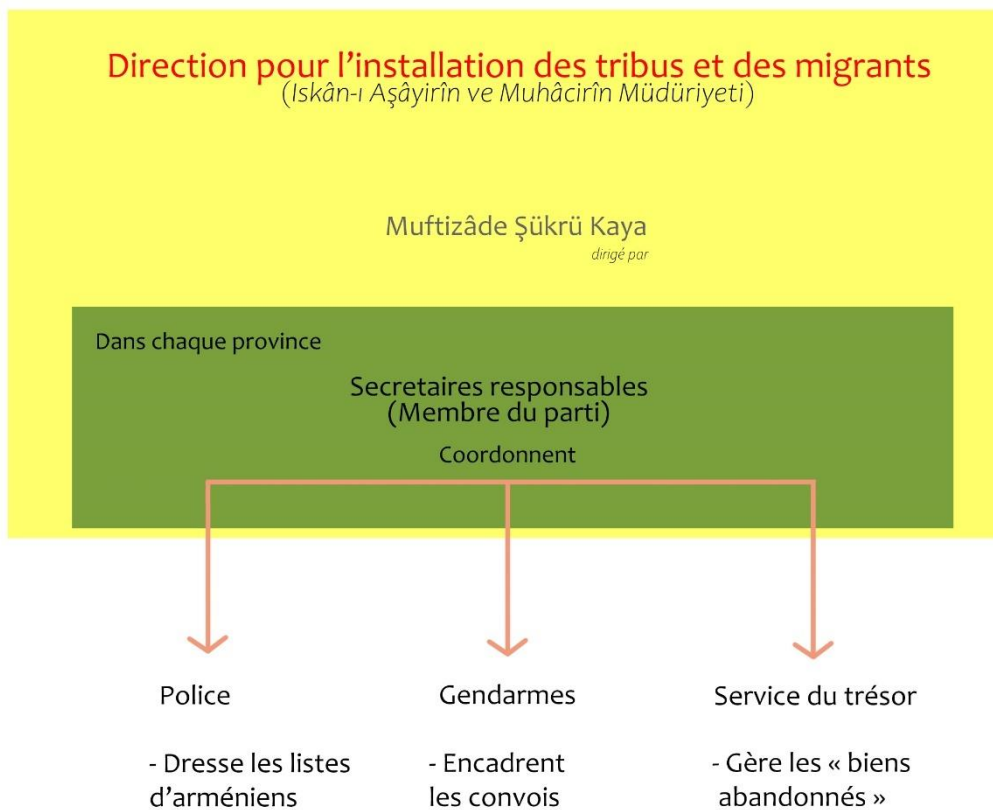 Direction pour l’installation des tribus et des migrants
(Iskân-ı Aşâyirîn ve Muhâcirîn Müdüriyeti)
Muftizâde Şükrü Kaya
dirigé par
Dans chaque province
Secretaires responsables
(Membre du parti)
Coordonnent
Police
- Dresse les listes
d’arméniens
Gendarmes
- Encadrent
les convois
Service du trésor
- Gère les « biens
abandonnés »